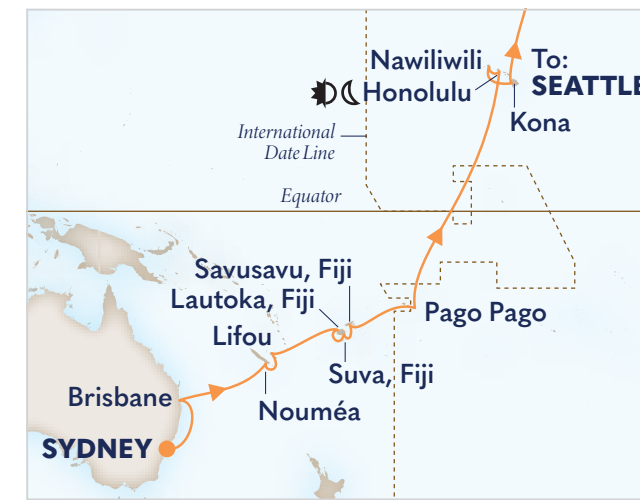 Nawiliwili
To:
SEATTLE
Honolulu
Kona
International
Date Line
Equator
Savusavu, Fiji
Lautoka, Fiji
Pago Pago
Lifou
Suva, Fiji
Brisbane
Nouméa
SYDNEY